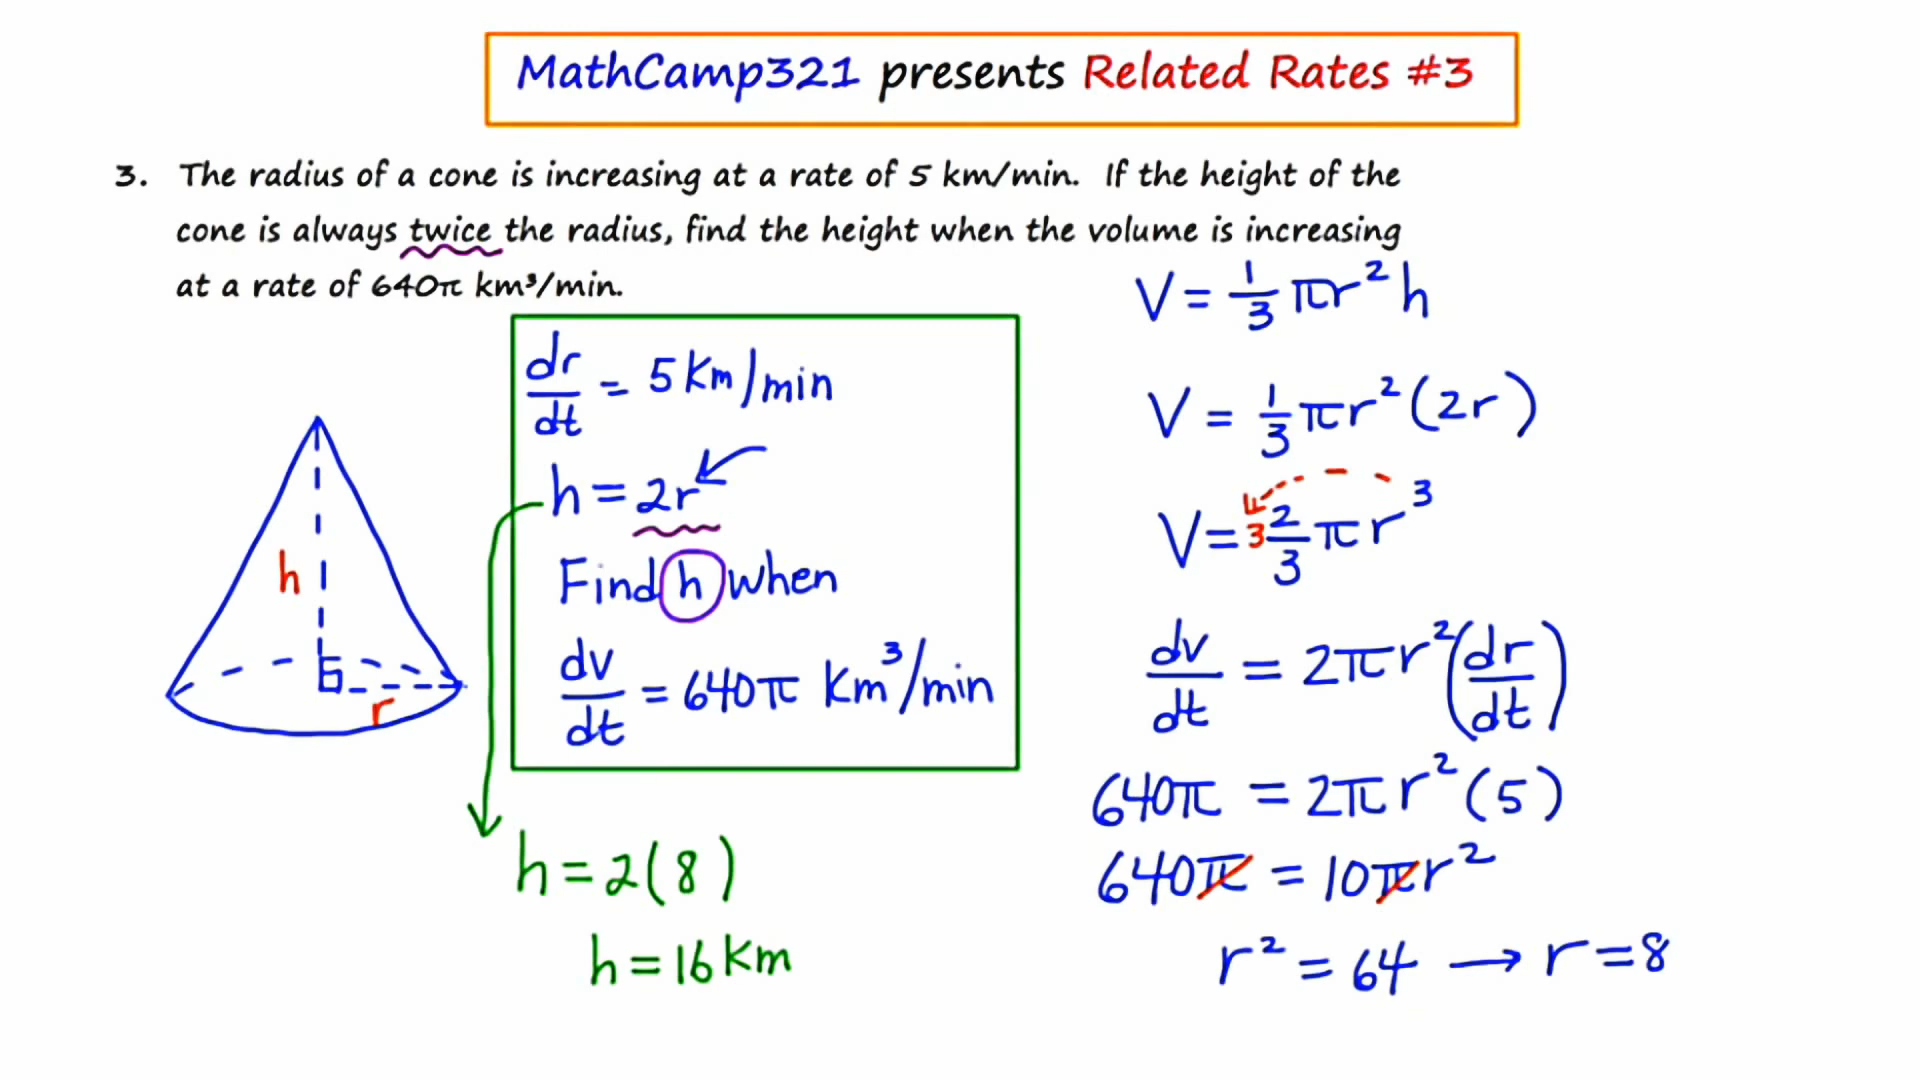 MathCamp321 presents Related Rates #3
3. The radius of a cone is increasing at a rate of 5 km/min. If the height of the
cone is always twice the radius, find the height when the volume is increasing
at a rate of 640π km³/min.
dr/dt = 5 Km/min
h = 2r
Find h when
dv/dt = 640π Km³/min
h
r
h = 2(8)
h = 16 Km
V = 1/3 πr²h
V = 1/3 πr²(2r)
V = 3 2/3 πr³
dv/dt = 2πr²(dr/dt)
640π = 2πr²(5)
640π = 10πr²
r² = 64 → r = 8